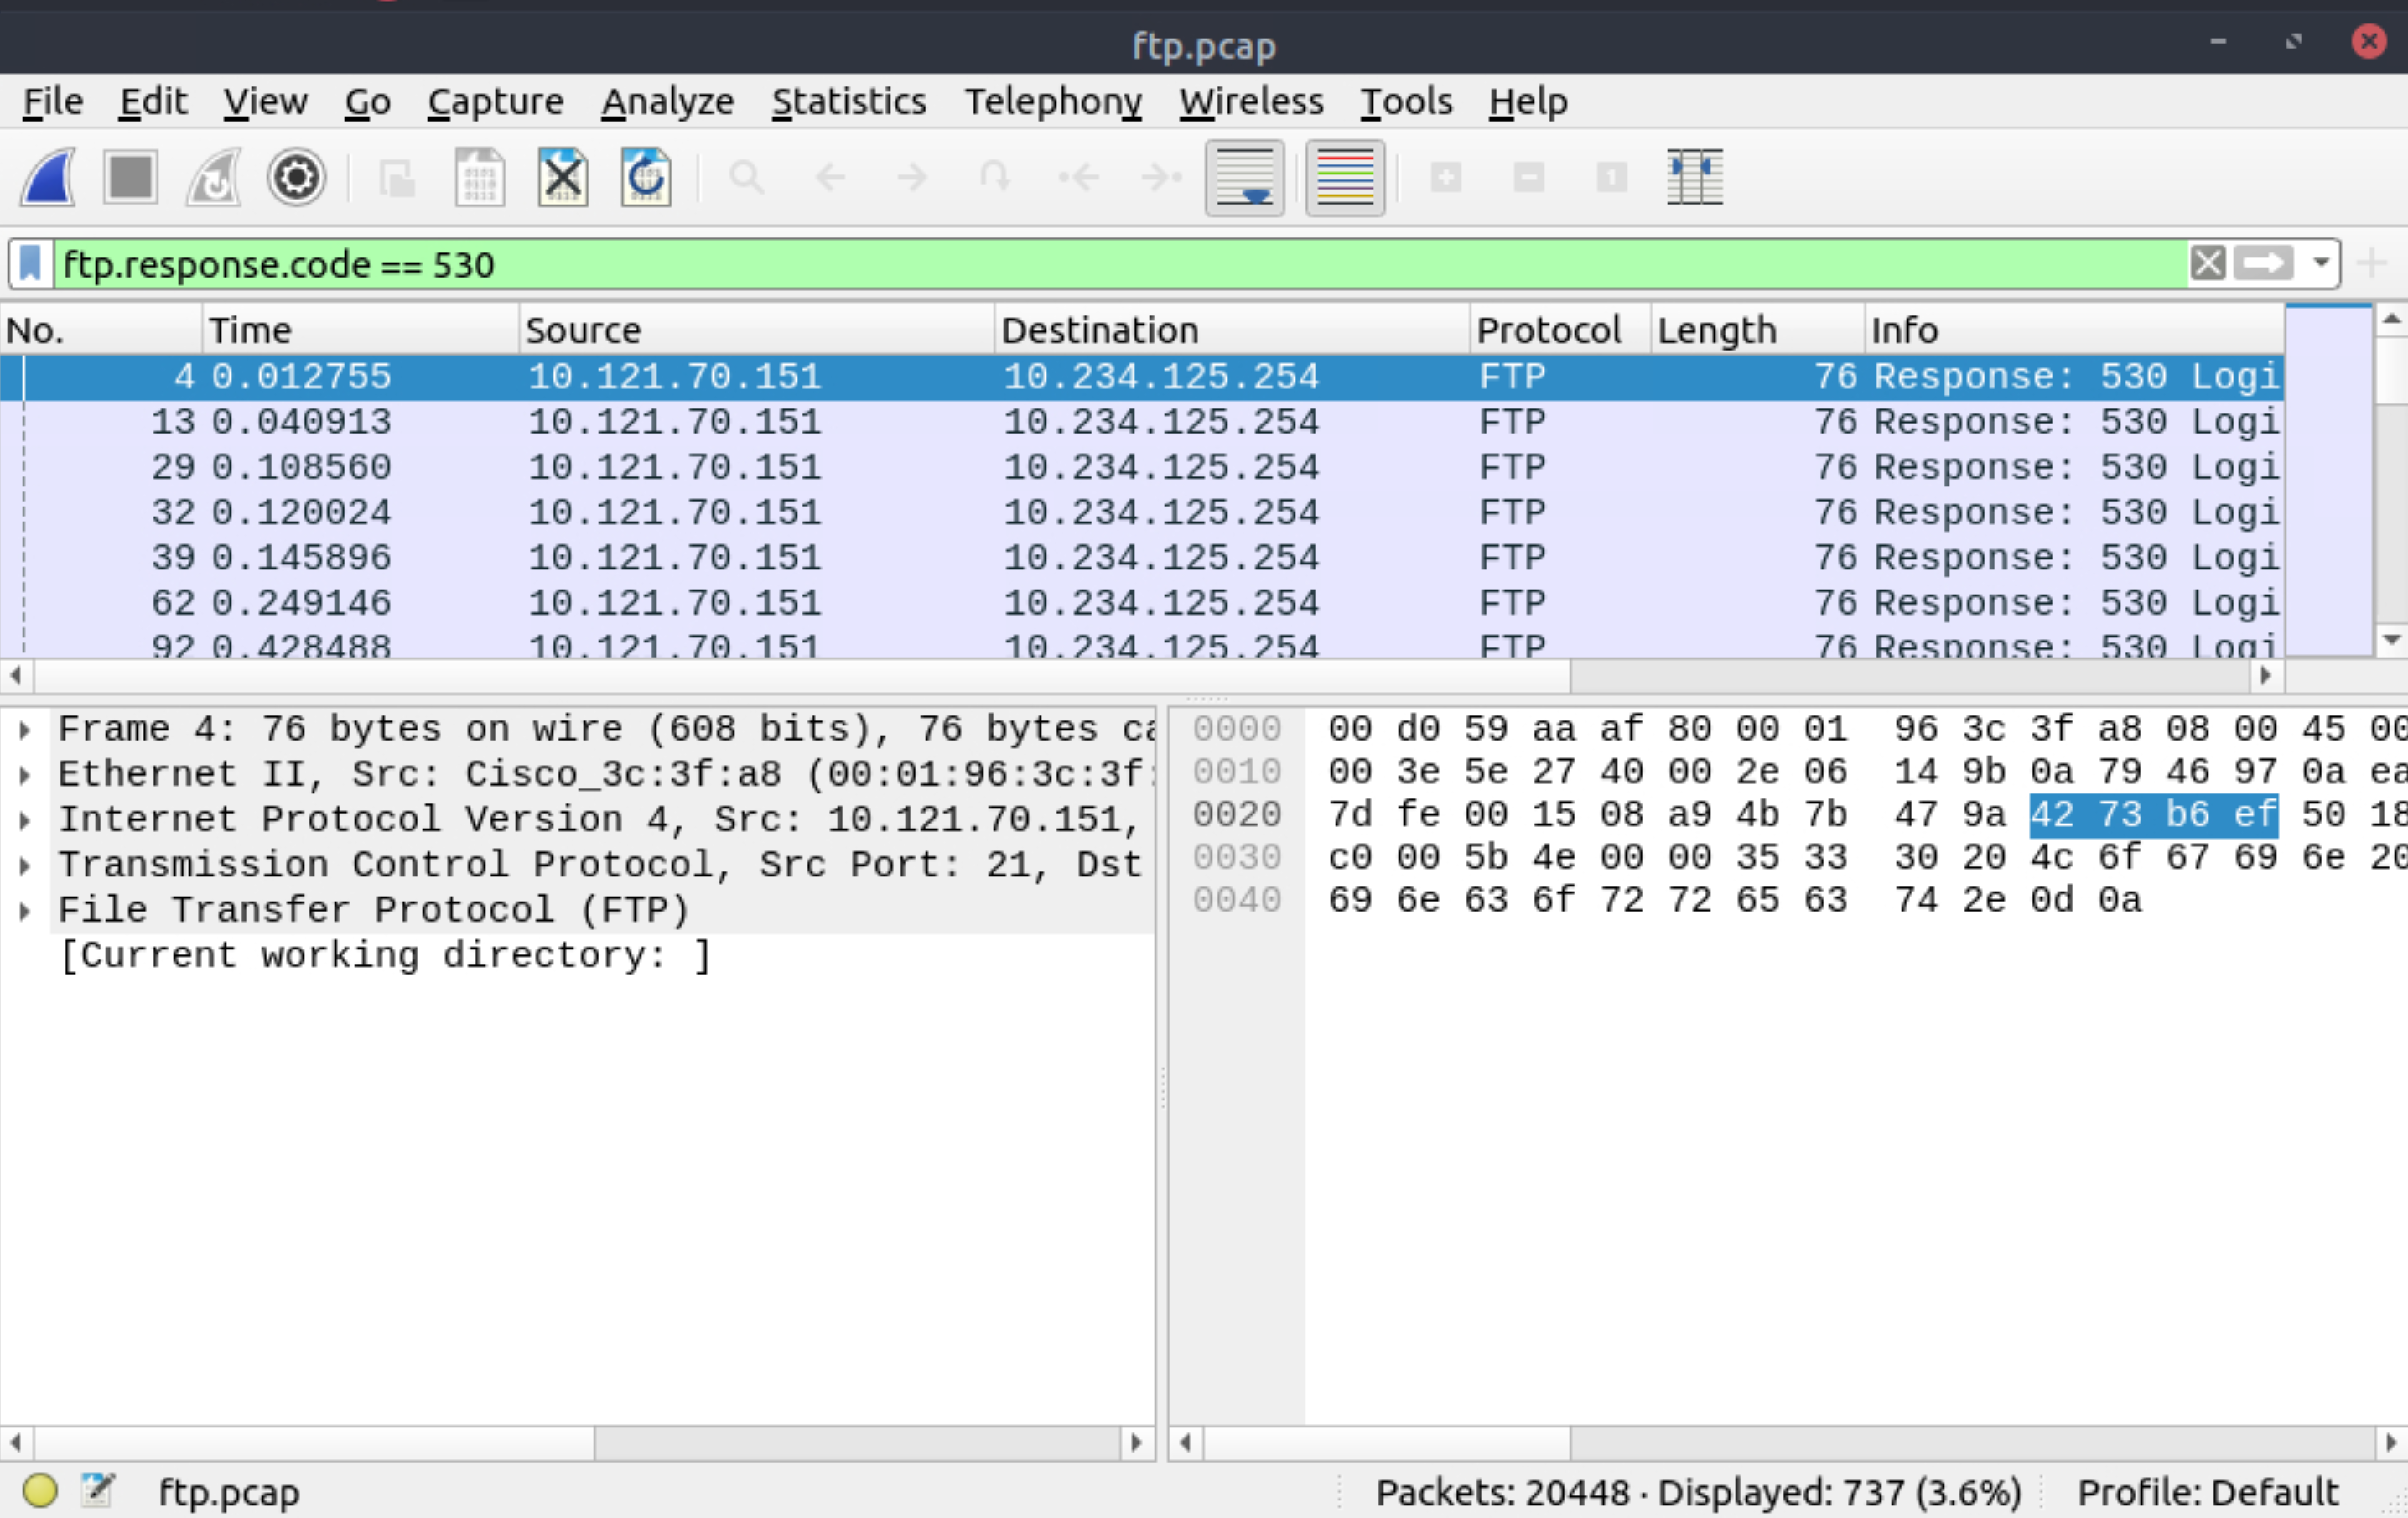 ftp.pcap
File Edit View Go Capture Analyze Statistics Telephony Wireless Tools Help
ftp.response.code == 530
No. Time Source Destination Protocol Length Info
4 0.012755 10.121.70.151 10.234.125.254 FTP 76 Response: 530 Logi
13 0.040913 10.121.70.151 10.234.125.254 FTP 76 Response: 530 Logi
29 0.108560 10.121.70.151 10.234.125.254 FTP 76 Response: 530 Logi
32 0.120024 10.121.70.151 10.234.125.254 FTP 76 Response: 530 Logi
39 0.145896 10.121.70.151 10.234.125.254 FTP 76 Response: 530 Logi
62 0.249146 10.121.70.151 10.234.125.254 FTP 76 Response: 530 Logi
92 0.428488 10.121.70.151 10.234.125.254 FTP 76 Response: 530 Logi
Frame 4: 76 bytes on wire (608 bits), 76 bytes ca
Ethernet II, Src: Cisco_3c:3f:a8 (00:01:96:3c:3f:
Internet Protocol Version 4, Src: 10.121.70.151,
Transmission Control Protocol, Src Port: 21, Dst
File Transfer Protocol (FTP)
[Current working directory: ]
0000 00 d0 59 aa af 80 00 01 96 3c 3f a8 08 00 45 00
0010 00 3e 5e 27 40 00 2e 06 14 9b 0a 79 46 97 0a ea
0020 7d fe 00 15 08 a9 4b 7b 47 9a 42 73 b6 ef 50 18
0030 c0 00 5b 4e 00 00 35 33 30 20 4c 6f 67 69 6e 20
0040 69 6e 63 6f 72 72 65 63 74 2e 0d 0a
ftp.pcap Packets: 20448 · Displayed: 737 (3.6%) Profile: Default